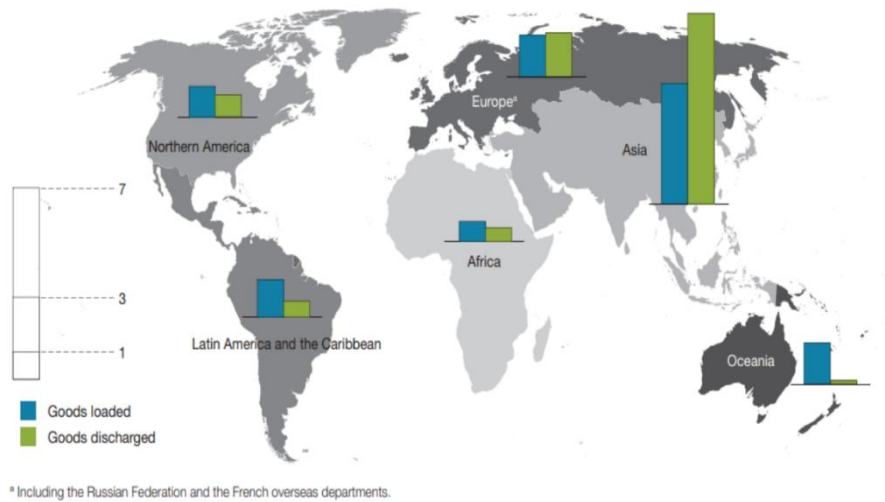 Europeª
Northern America
Asia
7
Africa
3
Latin America and the Caribbean
1
Oceania
Goods loaded
Goods discharged
ª Including the Russian Federation and the French overseas departments.